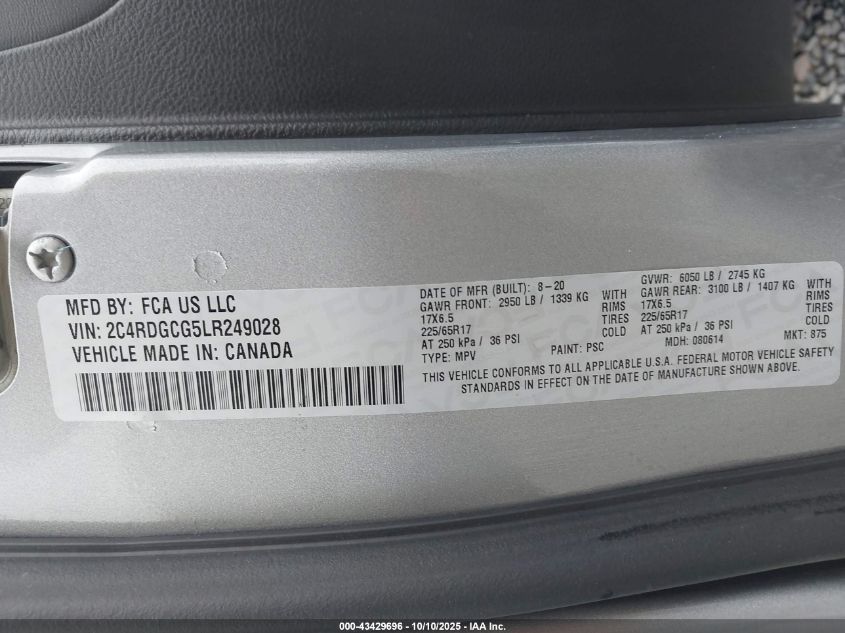 MFD BY: FCA US LLC
VIN: 2C4RDGCG5LR249028
VEHICLE MADE IN: CANADA
DATE OF MFR (BUILT): 8-20
GAWR FRONT: 2950 LB / 1339 KG WITH
17X6.5 RIMS
225/65R17 TIRES
AT 250 kPa / 36 PSI COLD
TYPE: MPV PAINT: PSC
GVWR: 6050 LB / 2745 KG
GAWR REAR: 3100 LB / 1407 KG WITH
17X6.5 RIMS
225/65R17 TIRES
AT 250 kPa / 36 PSI COLD
MDH: 080614 MKT: 875
THIS VEHICLE CONFORMS TO ALL APPLICABLE U.S.A. FEDERAL MOTOR VEHICLE SAFETY
STANDARDS IN EFFECT ON THE DATE OF MANUFACTURE SHOWN ABOVE.
000-43429696 - 10/10/2025 - IAA Inc.